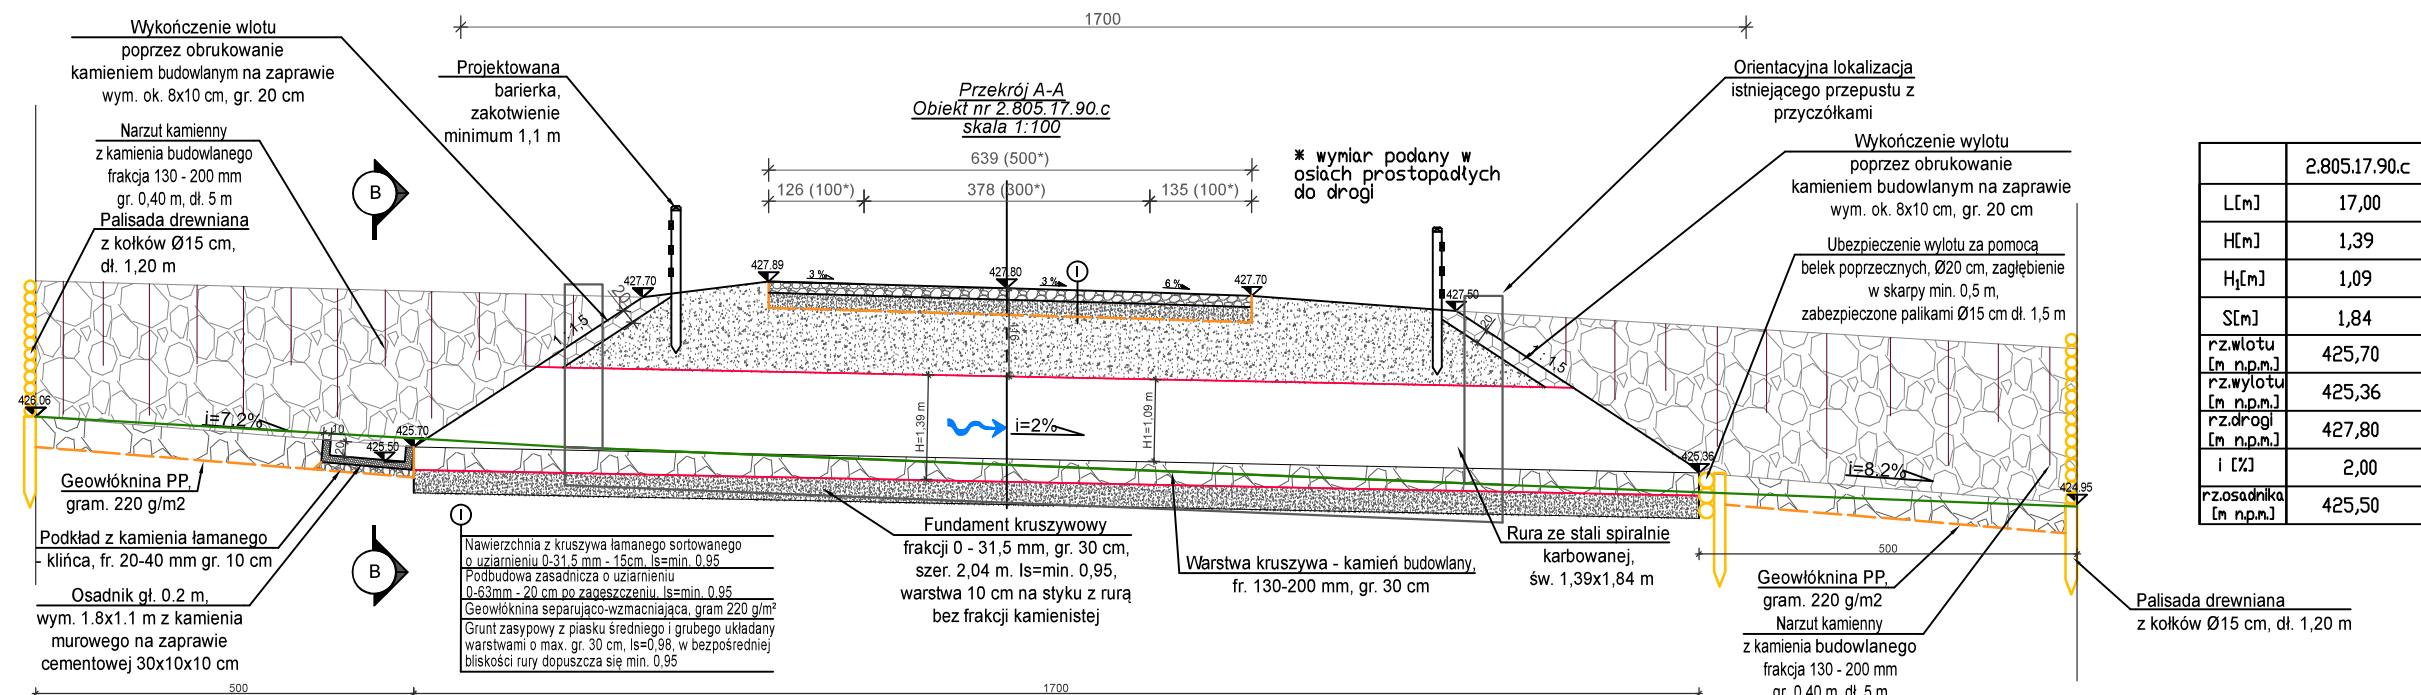 1700
Wykończenie wlotu
poprzez obrukowanie
kamieniem budowlanym na zaprawie
wym. ok. 8x10 cm, gr. 20 cm
Projektowana
barierka,
zakotwienie
minimum 1,1 m
Przekrój A-A
Obiekt nr 2.805.17.90.c
skala 1:100
639 (500*)
126 (100*)
378 (300*)
135 (100*)
* wymiar podany w
osiach prostopadłych
do drogi
Orientacyjna lokalizacja
istniejącego przepustu z
przyczółkami
Wykończenie wylotu
poprzez obrukowanie
kamieniem budowlanym na zaprawie
wym. ok. 8x10 cm, gr. 20 cm
Narzut kamienny
z kamienia budowlanego
frakcja 130 - 200 mm
gr. 0,40 m, dł. 5 m
Palisada drewniana
z kołków Ø15 cm,
dł. 1,20 m
B
Ubezpieczenie wylotu za pomocą
belek poprzecznych, Ø20 cm, zagłębienie
w skarpy min. 0,5 m,
zabezpieczone palikami Ø15 cm dł. 1,5 m
2.805.17.90.c
L[m] 17,00
H[m] 1,39
H1[m] 1,09
S[m] 1,84
rz.wlotu
[m n.p.m.] 425,70
rz.wylotu
[m n.p.m.] 425,36
rz.drogi
[m n.p.m.] 427,80
i [%] 2,00
rz.osadnika
[m n.p.m.] 425,50
427.70
427.89
3 %
427.80
3 %
I
6 %
427.70
427.50
20
20
1:1.5
1:1.5
426.06
i=7.2%
10
20
425.70
425.50
H=1,39 m
i=2%
H1=1,09 m
425.36
i=8.2%
424.95
Geowłóknina PP,
gram. 220 g/m2
Podkład z kamienia łamanego
- klińca, fr. 20-40 mm gr. 10 cm
Osadnik gł. 0.2 m,
wym. 1.8x1.1 m z kamienia
murowego na zaprawie
cementowej 30x10x10 cm
B
I
Nawierzchnia z kruszywa łamanego sortowanego
o uziarnieniu 0-31,5 mm - 15cm, Is=min. 0,95
Podbudowa zasadnicza o uziarnieniu
0-63mm - 20 cm po zagęszczeniu, Is=min. 0,95
Geowłóknina separująco-wzmacniająca, gram 220 g/m²
Grunt zasypowy z piasku średniego i grubego układany
warstwami o max. gr. 30 cm, Is=0,98, w bezpośredniej
bliskości rury dopuszcza się min. 0,95
Fundament kruszywowy
frakcji 0 - 31,5 mm, gr. 30 cm,
szer. 2,04 m. Is=min. 0,95,
warstwa 10 cm na styku z rurą
bez frakcji kamienistej
Warstwa kruszywa - kamień budowlany,
fr. 130-200 mm, gr. 30 cm
Rura ze stali spiralnie
karbowanej,
św. 1,39x1,84 m
500
Geowłóknina PP,
gram. 220 g/m2
Narzut kamienny
z kamienia budowlanego
frakcja 130 - 200 mm
gr. 0,40 m, dł. 5 m
Palisada drewniana
z kołków Ø15 cm, dł. 1,20 m
500
1700